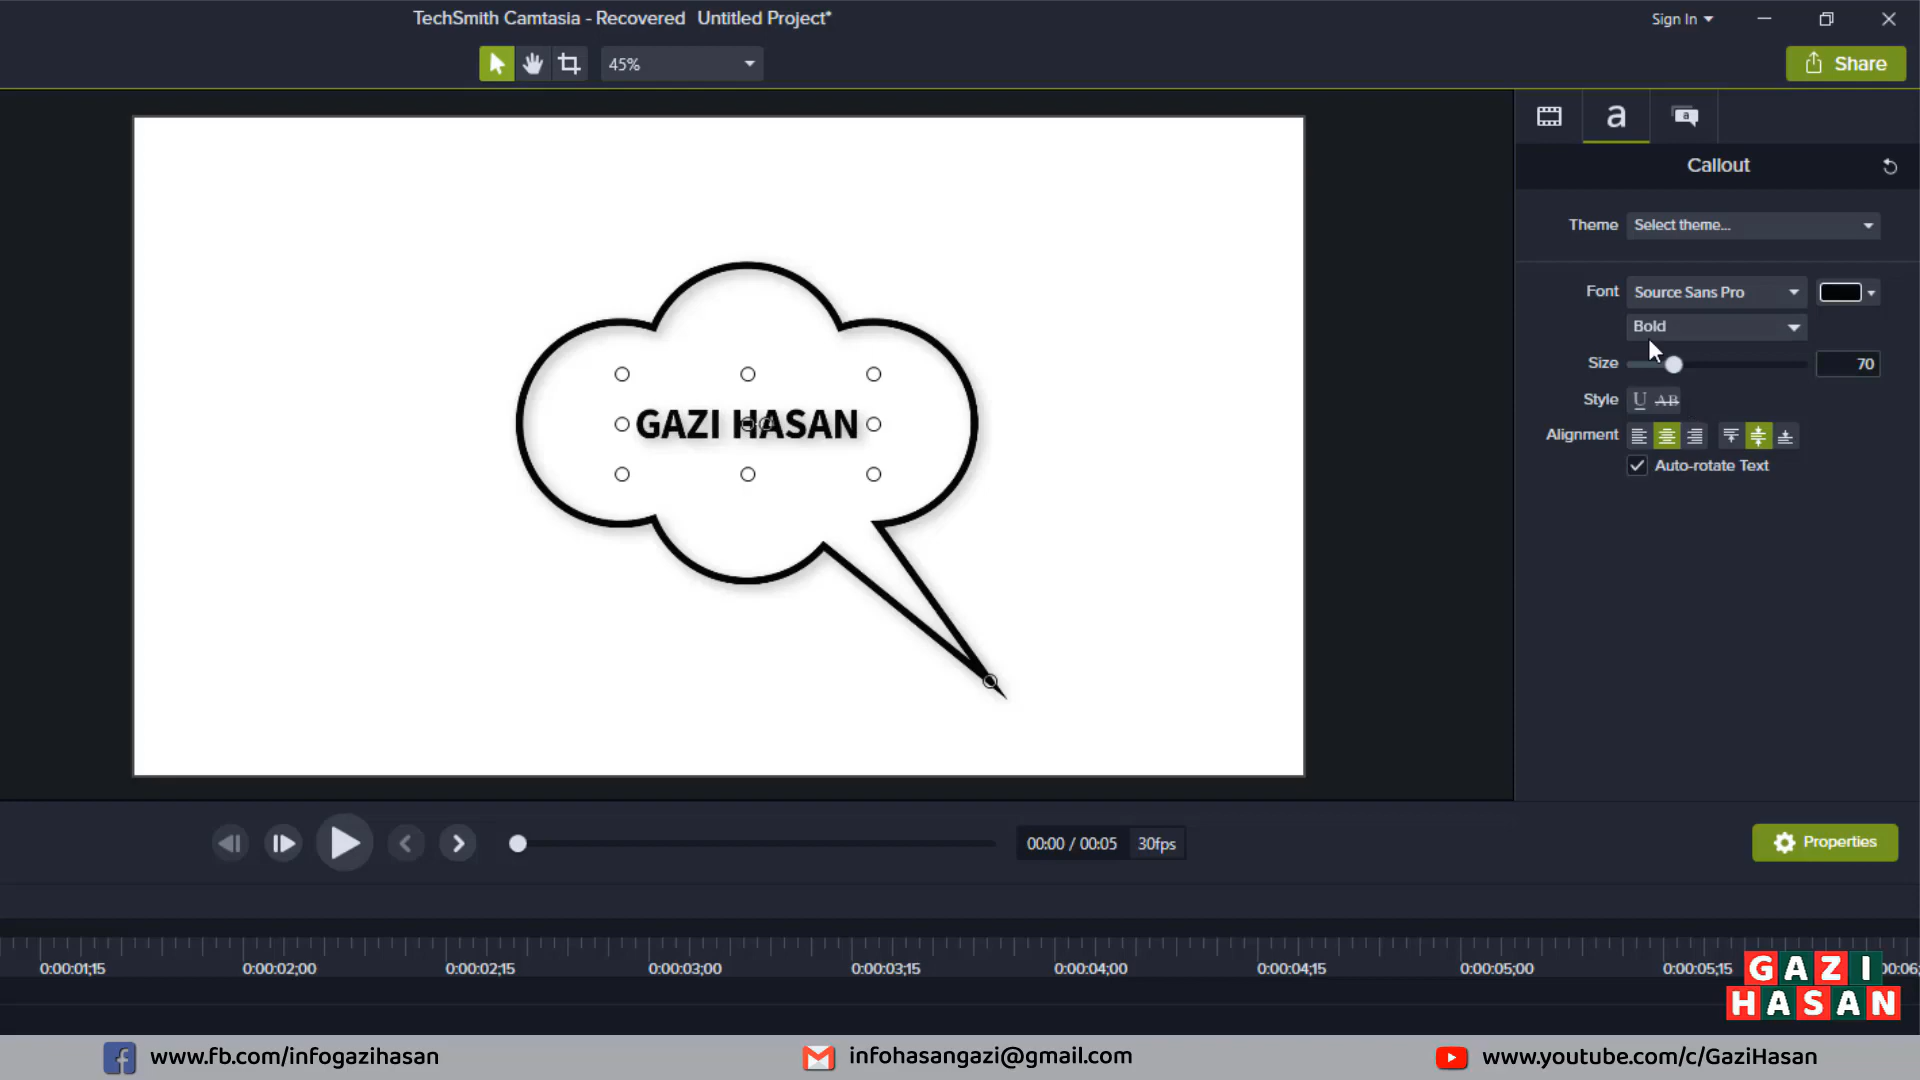 TechSmith Camtasia - Recovered Untitled Project*
Sign In
45%
Share
a
a
Callout
Theme Select theme...
Font Source Sans Pro
Bold
Size 70
Style U AB
Alignment
Auto-rotate Text
GAZI HASAN
00:00 / 00:05 30fps
Properties
0:00:01;15 0:00:02;00 0:00:02;15 0:00:03;00 0:00:03;15 0:00:04;00 0:00:04;15 0:00:05;00 0:00:05;15 00:06;
GAZI
HASAN
www.fb.com/infogazihasan infohasangazi@gmail.com www.youtube.com/c/GaziHasan